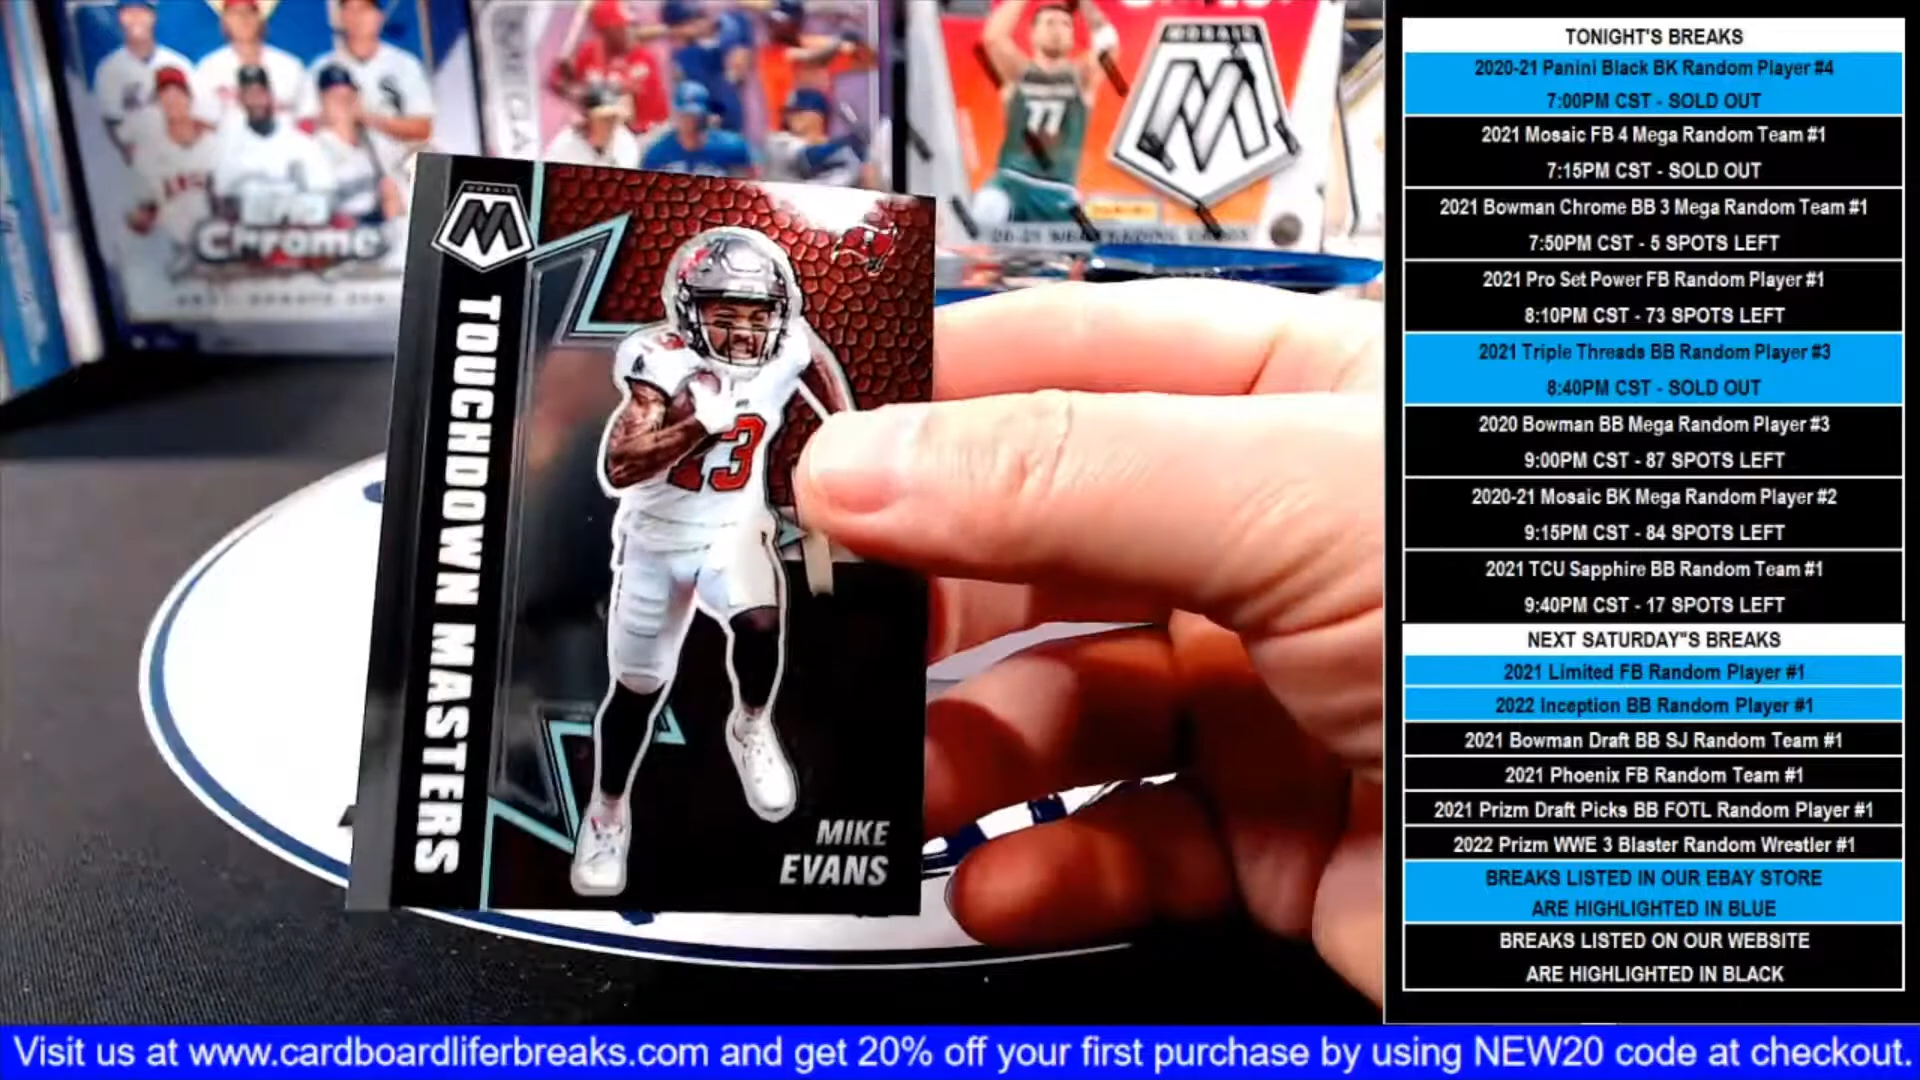 Topps
Chrome
MOSAIC
77
MOSAIC
TOUCHDOWN MASTERS
13
13
MIKE
EVANS
TONIGHT'S BREAKS
2020-21 Panini Black BK Random Player #4
7:00PM CST - SOLD OUT
2021 Mosaic FB 4 Mega Random Team #1
7:15PM CST - SOLD OUT
2021 Bowman Chrome BB 3 Mega Random Team #1
7:50PM CST - 5 SPOTS LEFT
2021 Pro Set Power FB Random Player #1
8:10PM CST - 73 SPOTS LEFT
2021 Triple Threads BB Random Player #3
8:40PM CST - SOLD OUT
2020 Bowman BB Mega Random Player #3
9:00PM CST - 87 SPOTS LEFT
2020-21 Mosaic BK Mega Random Player #2
9:15PM CST - 84 SPOTS LEFT
2021 TCU Sapphire BB Random Team #1
9:40PM CST - 17 SPOTS LEFT
NEXT SATURDAY"S BREAKS
2021 Limited FB Random Player #1
2022 Inception BB Random Player #1
2021 Bowman Draft BB SJ Random Team #1
2021 Phoenix FB Random Team #1
2021 Prizm Draft Picks BB FOTL Random Player #1
2022 Prizm WWE 3 Blaster Random Wrestler #1
BREAKS LISTED IN OUR EBAY STORE
ARE HIGHLIGHTED IN BLUE
BREAKS LISTED ON OUR WEBSITE
ARE HIGHLIGHTED IN BLACK
Visit us at www.cardboardliferbreaks.com and get 20% off your first purchase by using NEW20 code at checkout.